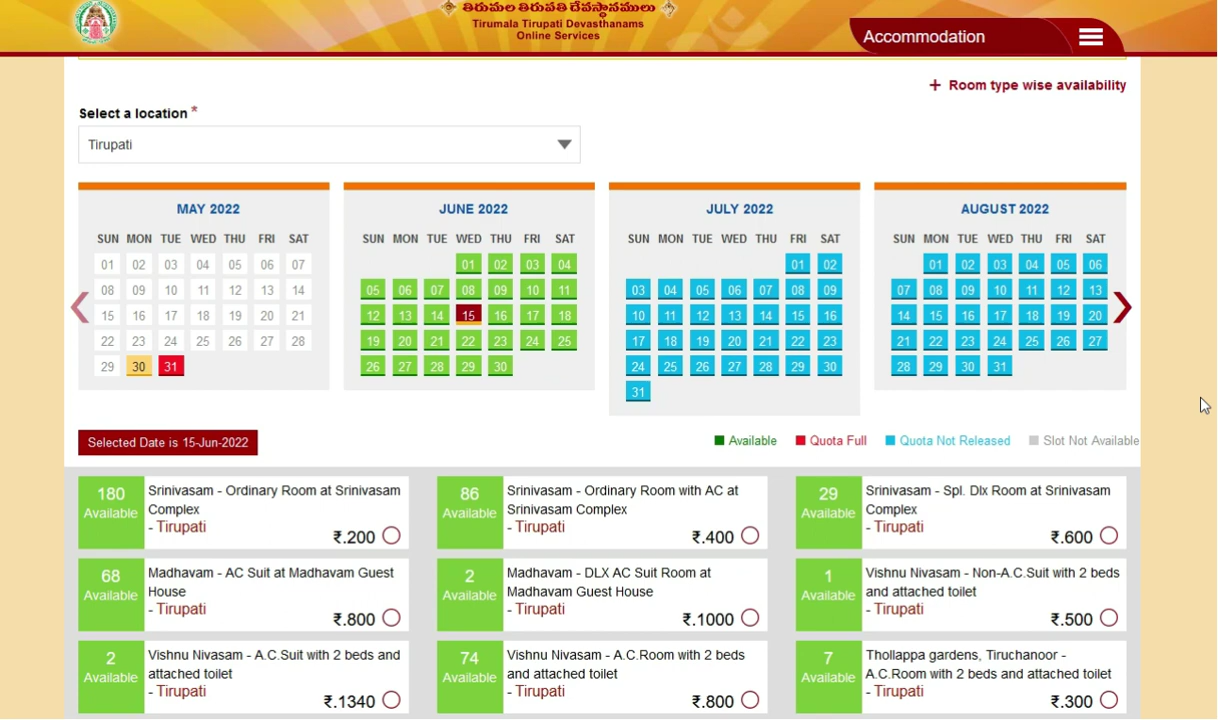 తిరుమల తిరుపతి దేవస్థానములు
Tirumala Tirupati Devasthanams
Online Services
Accommodation
+ Room type wise availability
Select a location *
Tirupati
MAY 2022
SUN MON TUE WED THU FRI SAT
01 02 03 04 05 06 07
08 09 10 11 12 13 14
15 16 17 18 19 20 21
22 23 24 25 26 27 28
29 30 31
JUNE 2022
SUN MON TUE WED THU FRI SAT
01 02 03 04
05 06 07 08 09 10 11
12 13 14 15 16 17 18
19 20 21 22 23 24 25
26 27 28 29 30
JULY 2022
SUN MON TUE WED THU FRI SAT
01 02
03 04 05 06 07 08 09
10 11 12 13 14 15 16
17 18 19 20 21 22 23
24 25 26 27 28 29 30
31
AUGUST 2022
SUN MON TUE WED THU FRI SAT
01 02 03 04 05 06
07 08 09 10 11 12 13
14 15 16 17 18 19 20
21 22 23 24 25 26 27
28 29 30 31
Selected Date is 15-Jun-2022
Available Quota Full Quota Not Released Slot Not Available
180
Available
Srinivasam - Ordinary Room at Srinivasam
Complex
- Tirupati
₹.200
86
Available
Srinivasam - Ordinary Room with AC at
Srinivasam Complex
- Tirupati
₹.400
29
Available
Srinivasam - Spl. Dlx Room at Srinivasam
Complex
- Tirupati
₹.600
68
Available
Madhavam - AC Suit at Madhavam Guest
House
- Tirupati
₹.800
2
Available
Madhavam - DLX AC Suit Room at
Madhavam Guest House
- Tirupati
₹.1000
1
Available
Vishnu Nivasam - Non-A.C.Suit with 2 beds
and attached toilet
- Tirupati
₹.500
2
Available
Vishnu Nivasam - A.C.Suit with 2 beds and
attached toilet
- Tirupati
₹.1340
74
Available
Vishnu Nivasam - A.C.Room with 2 beds
and attached toilet
- Tirupati
₹.800
7
Available
Thollappa gardens, Tiruchanoor -
A.C.Room with 2 beds and attached toilet
- Tirupati
₹.300